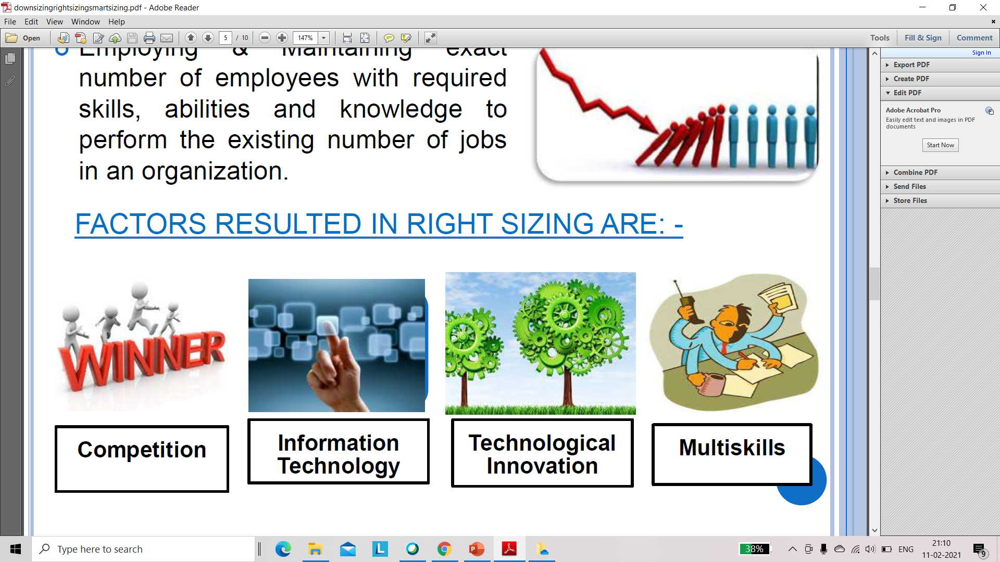 downsizingrightsizingsmartsizing.pdf - Adobe Reader
File Edit View Window Help
Open 5 / 10 147% Tools Fill & Sign Comment
Sign In
Export PDF
Create PDF
Edit PDF
Adobe Acrobat Pro
Easily edit text and images in PDF
documents
Start Now
Combine PDF
Send Files
Store Files
Employing & Maintaining exact
number of employees with required
skills, abilities and knowledge to
perform the existing number of jobs
in an organization.
FACTORS RESULTED IN RIGHT SIZING ARE: -
WINNER
Competition
Information
Technology
Technological
Innovation
Multiskills
Type here to search
L
38%
ENG
21:10
11-02-2021
9